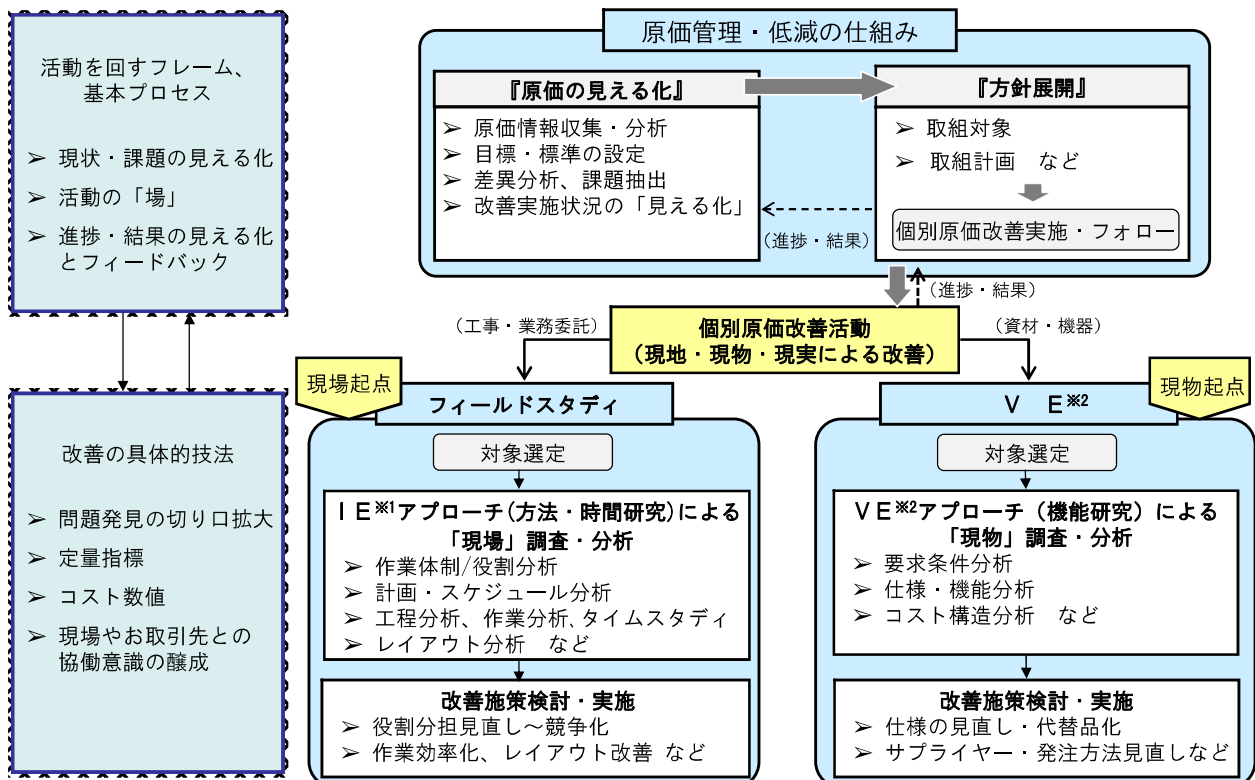 活動を回すフレーム、
基本プロセス
➢ 現状・課題の見える化
➢ 活動の「場」
➢ 進捗・結果の見える化
とフィードバック
改善の具体的技法
➢ 問題発見の切り口拡大
➢ 定量指標
➢ コスト数値
➢ 現場やお取引先との
協働意識の醸成
原価管理・低減の仕組み
『原価の見える化』
➢ 原価情報収集・分析
➢ 目標・標準の設定
➢ 差異分析、課題抽出
➢ 改善実施状況の「見える化」
『方針展開』
➢ 取組対象
➢ 取組計画 など
個別原価改善実施・フォロー
(進捗・結果)
(進捗・結果)
(工事・業務委託)
個別原価改善活動
(現地・現物・現実による改善)
(資材・機器)
現場起点
フィールドスタディ
対象選定
IE※1アプローチ(方法・時間研究)による
「現場」調査・分析
➢ 作業体制/役割分析
➢ 計画・スケジュール分析
➢ 工程分析、作業分析、タイムスタディ
➢ レイアウト分析 など
改善施策検討・実施
➢ 役割分担見直し~競争化
➢ 作業効率化、レイアウト改善 など
現物起点
V E※2
対象選定
VE※2アプローチ(機能研究)による
「現物」調査・分析
➢ 要求条件分析
➢ 仕様・機能分析
➢ コスト構造分析 など
改善施策検討・実施
➢ 仕様の見直し・代替品化
➢ サプライヤー・発注方法見直しなど